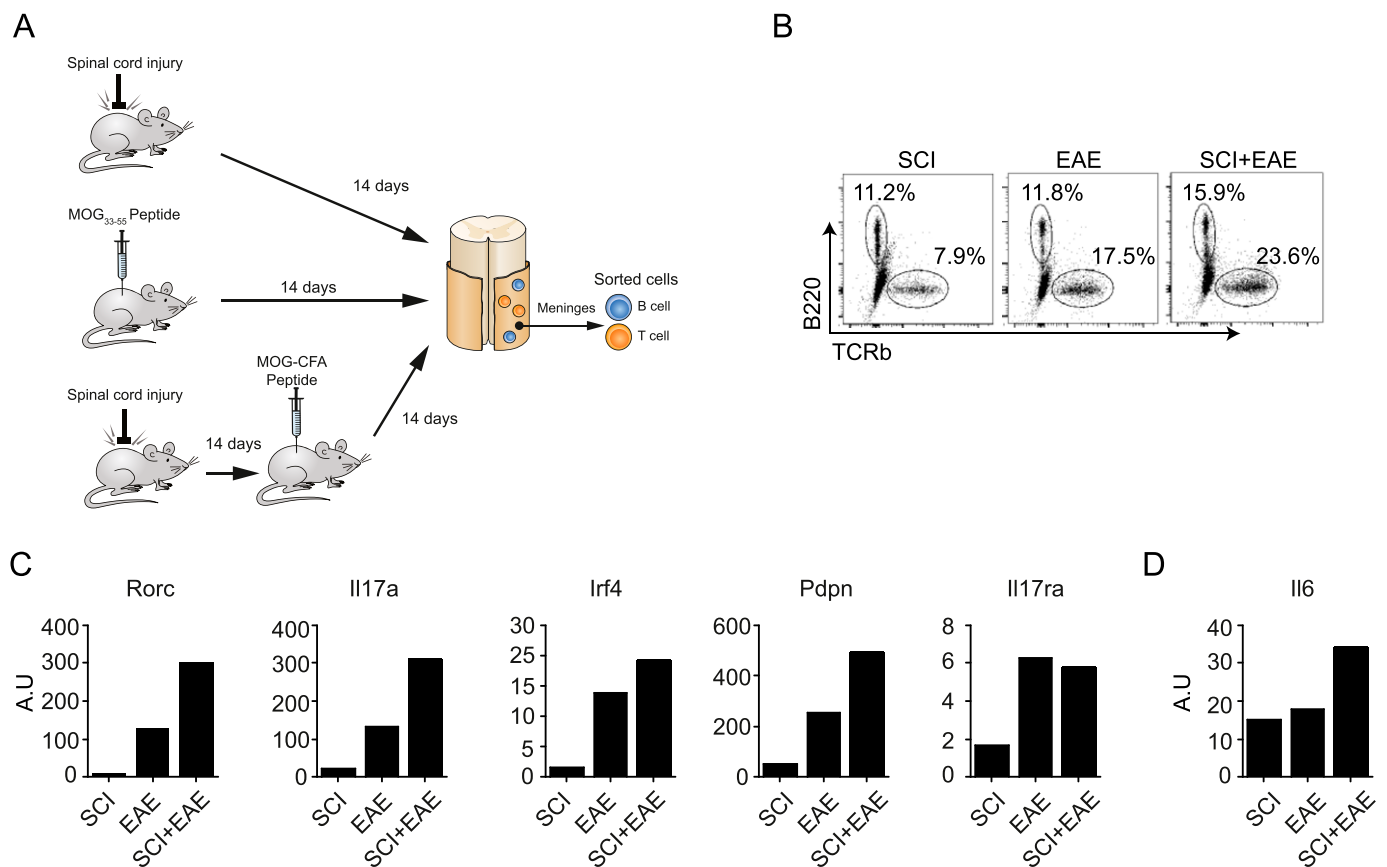 A
Spinal cord injury
14 days
MOG33-55 Peptide
14 days
MOG-CFA
Peptide
Spinal cord injury
14 days
14 days
Meninges
Sorted cells
B cell
T cell
B
SCI
EAE
SCI+EAE
11.2%
7.9%
11.8%
17.5%
15.9%
23.6%
B220
TCRb
C
Rorc
A.U
400
300
200
100
0
SCI
EAE
SCI+EAE
Il17a
400
300
200
100
0
SCI
EAE
SCI+EAE
Irf4
30
25
15
10
5
0
SCI
EAE
SCI+EAE
Pdpn
600
400
200
0
SCI
EAE
SCI+EAE
Il17ra
8
6
4
2
0
SCI
EAE
SCI+EAE
D
Il6
A.U
40
30
20
10
0
SCI
EAE
SCI+EAE